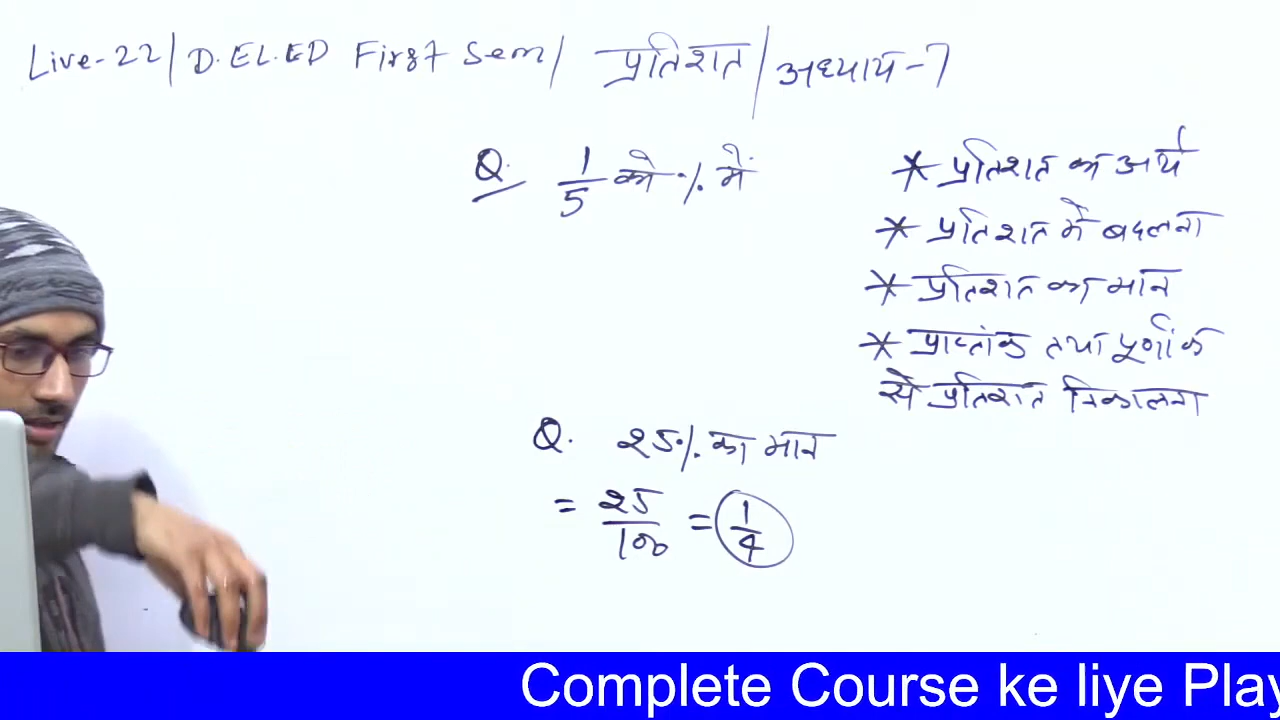 Live-22 | D.EL.ED First Sem / प्रतिशत / अध्याय-7
Q. 1/5 को % में
* प्रतिशत का अर्थ
* प्रतिशत में बदलना
* प्रतिशत का मान
* प्राप्तांक तथा पूर्णांक
से प्रतिशत निकालना
Q. 25% का मान
= 25/100 = 1/4
Complete Course ke liye Play